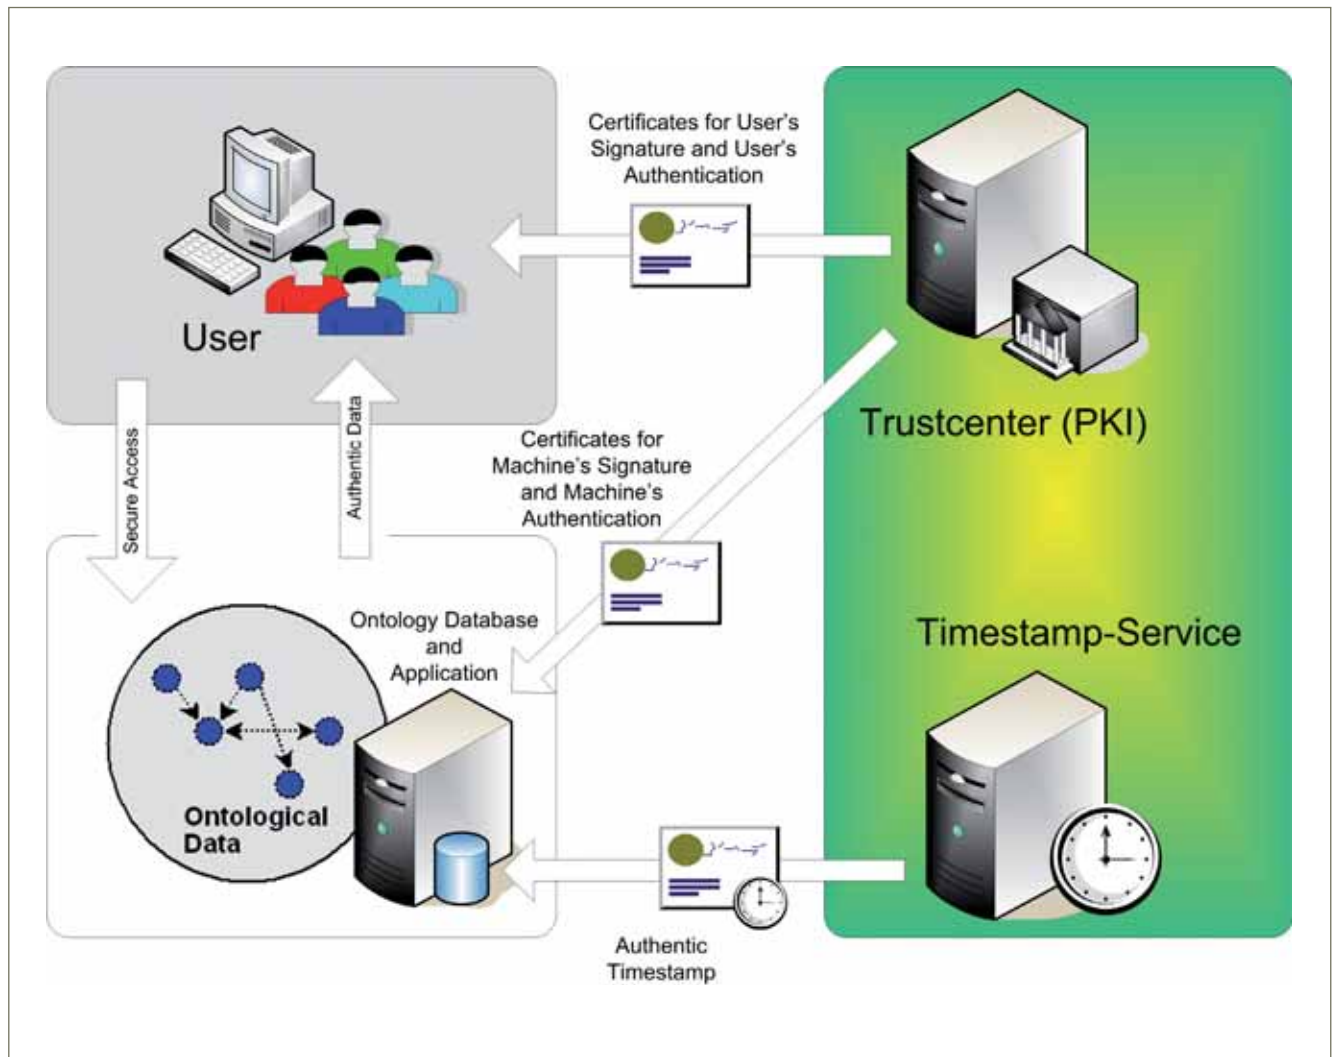 Certificates for User's
Signature and User's
Authentication
User
Trustcenter (PKI)
Secure Access
Authentic Data
Certificates for
Machine's Signature
and Machine's
Authentication
Ontology Database
and
Application
Timestamp-Service
Ontological
Data
Authentic
Timestamp